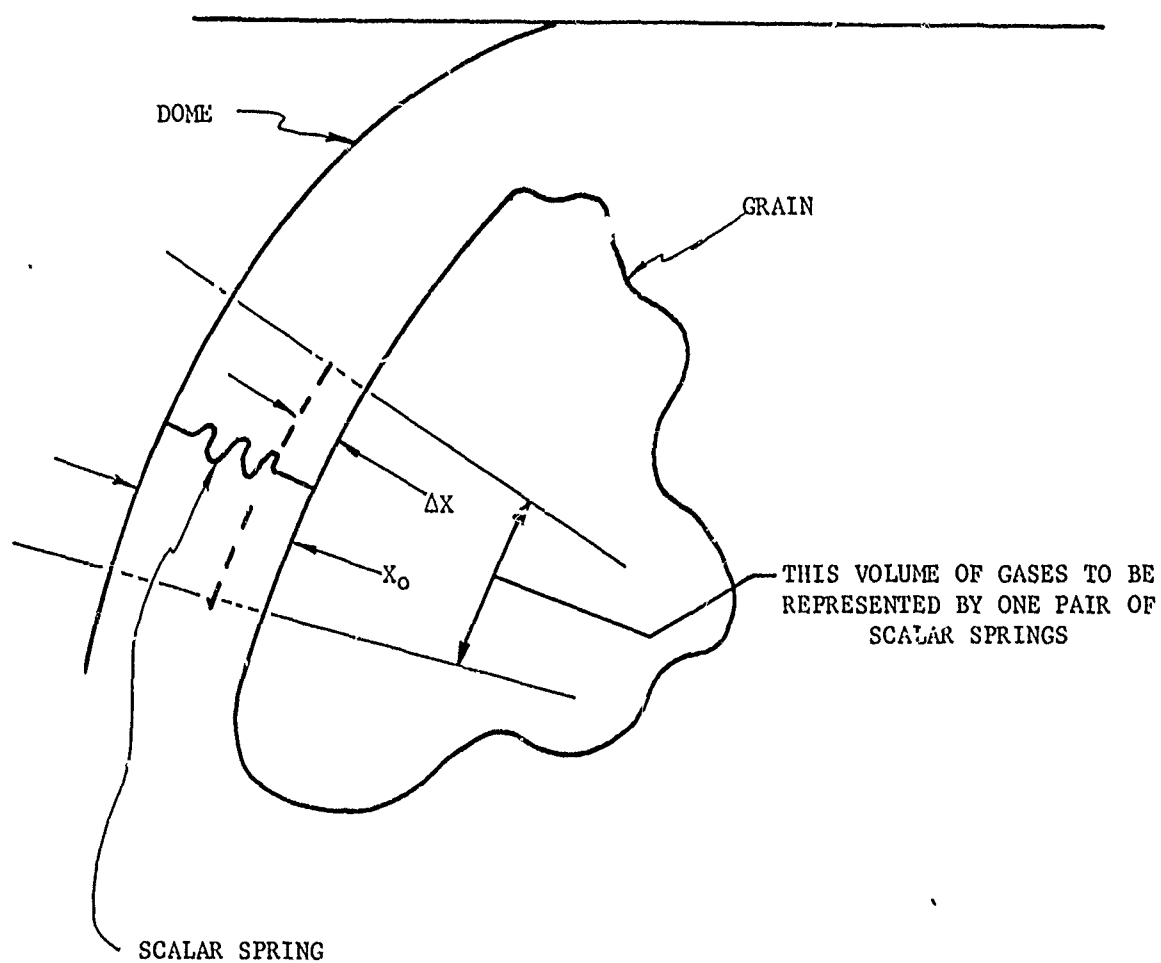 DOME
GRAIN
ΔX
X₀
THIS VOLUME OF GASES TO BE
REPRESENTED BY ONE PAIR OF
SCALAR SPRINGS
SCALAR SPRING